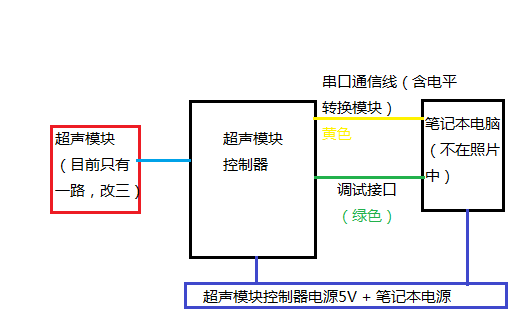 串口通信线（含电平
转换模块）
黄色
超声模块
（目前只有
一路，改三）
超声模块
控制器
笔记本电脑
（不在照片
中）
调试接口
（绿色）
超声模块控制器电源5V + 笔记本电源